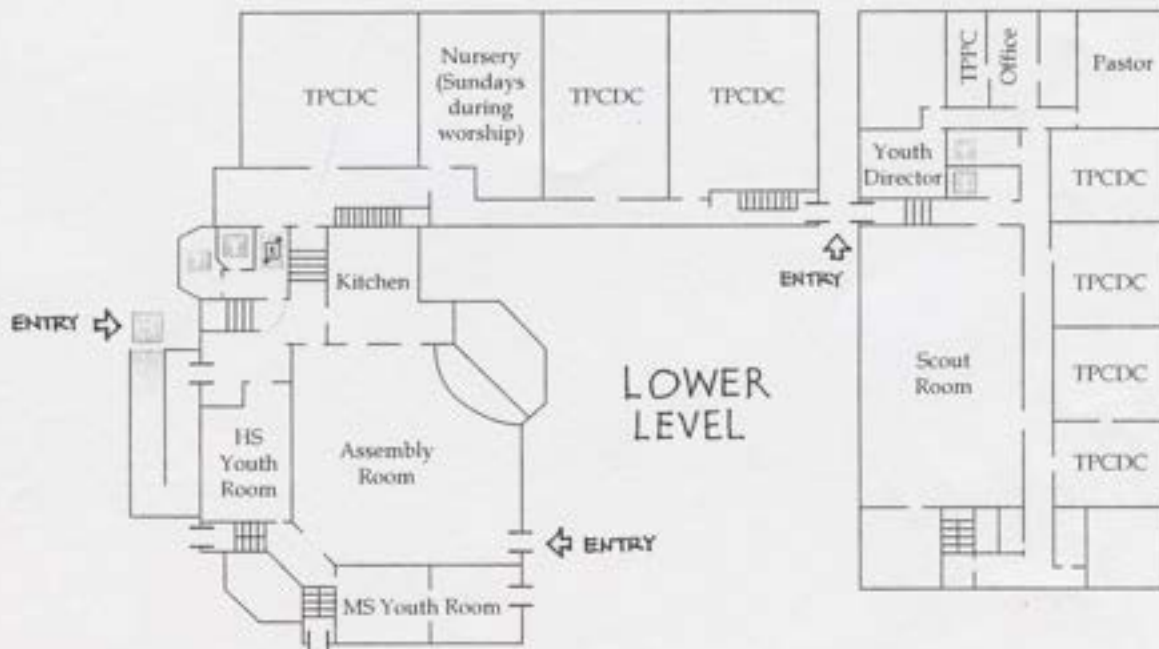 TPCDC
Nursery
(Sundays
during
worship)
TPCDC
TPCDC
TPPC
Office
Pastor
Youth
Director
TPCDC
ENTRY
Kitchen
TPCDC
ENTRY
LOWER
LEVEL
Scout
Room
TPCDC
HS
Youth
Room
Assembly
Room
TPCDC
ENTRY
MS Youth Room